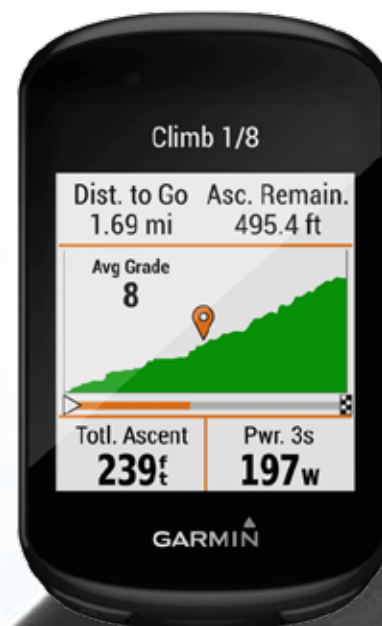 Climb 1/8
Dist. to Go Asc. Remain.
1.69 mi 495.4 ft
Avg Grade
8
Totl. Ascent Pwr. 3s
239ft 197w
GARMIN